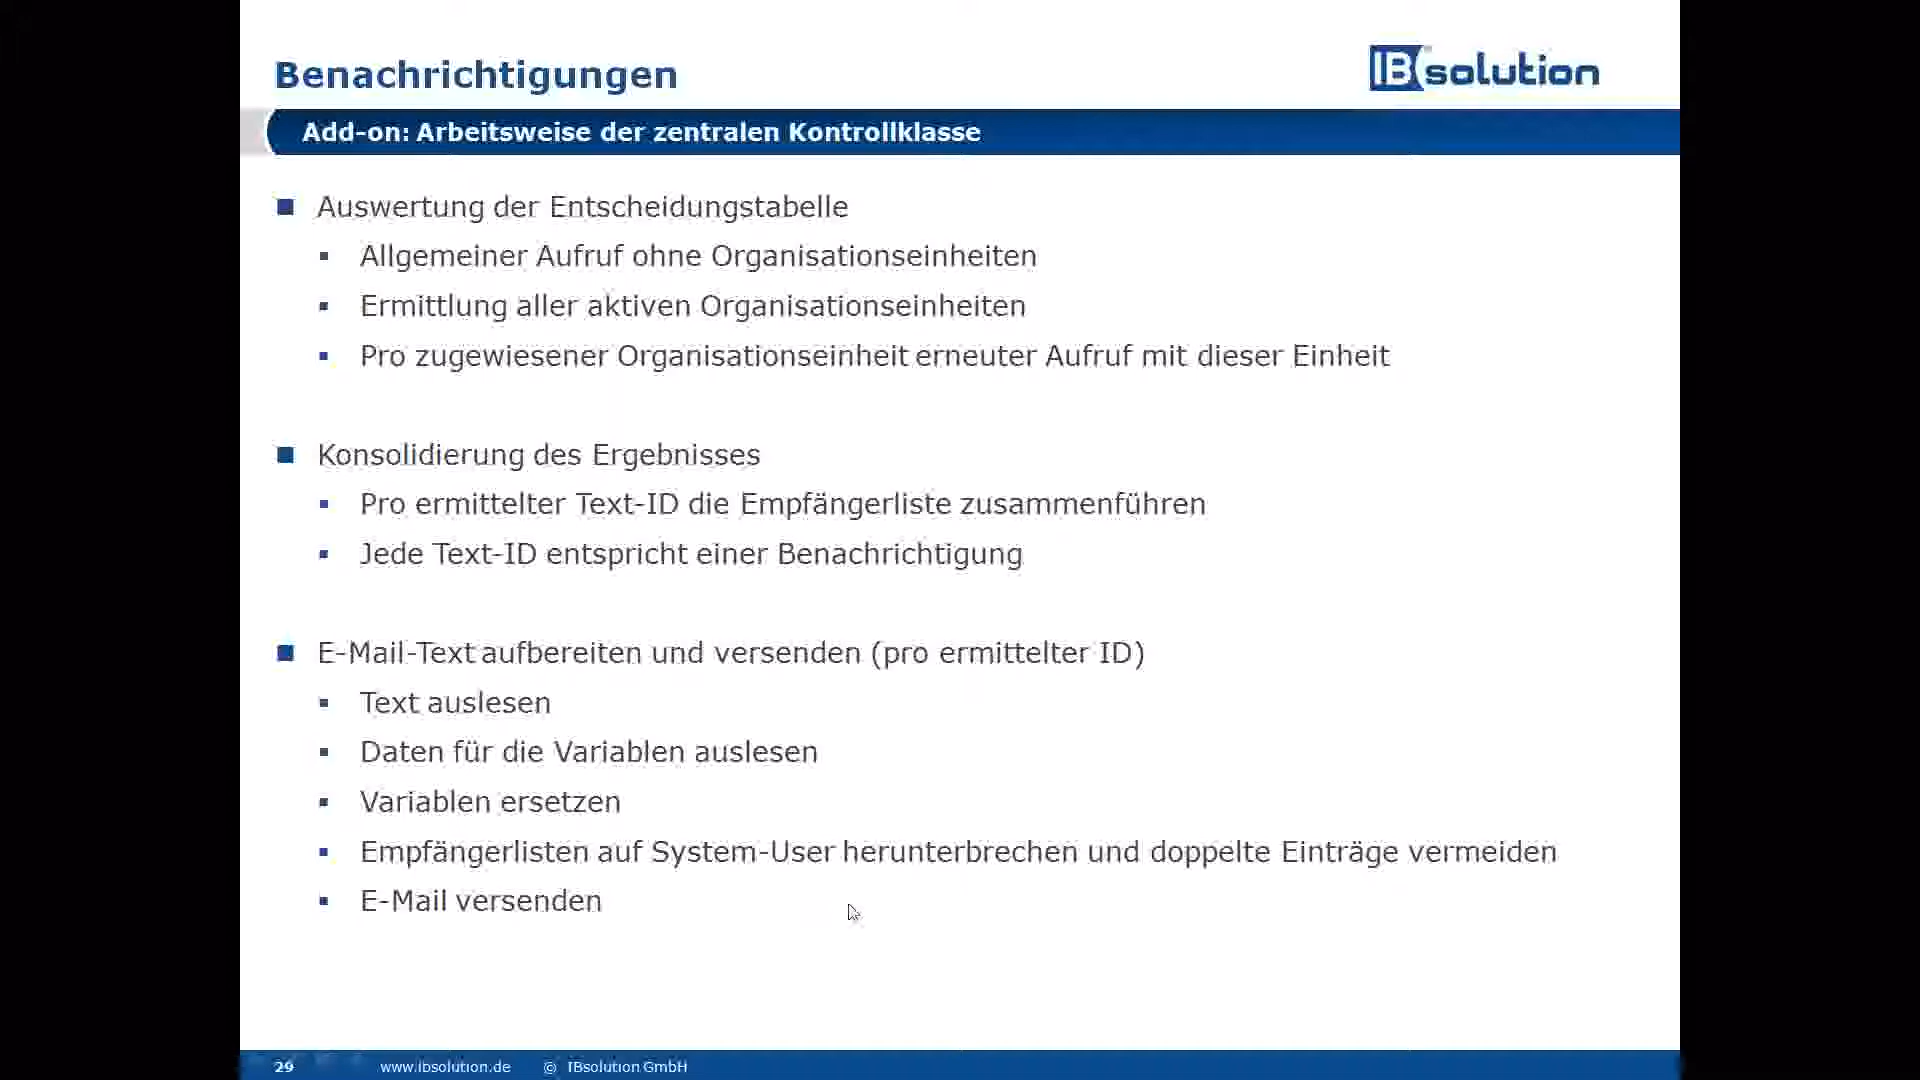 Benachrichtigungen
IBsolution
Add-on: Arbeitsweise der zentralen Kontrollklasse
Auswertung der Entscheidungstabelle
Allgemeiner Aufruf ohne Organisationseinheiten
Ermittlung aller aktiven Organisationseinheiten
Pro zugewiesener Organisationseinheit erneuter Aufruf mit dieser Einheit
Konsolidierung des Ergebnisses
Pro ermittelter Text-ID die Empfängerliste zusammenführen
Jede Text-ID entspricht einer Benachrichtigung
E-Mail-Text aufbereiten und versenden (pro ermittelter ID)
Text auslesen
Daten für die Variablen auslesen
Variablen ersetzen
Empfängerlisten auf System-User herunterbrechen und doppelte Einträge vermeiden
E-Mail versenden
29 www.ibsolution.de © IBsolution GmbH